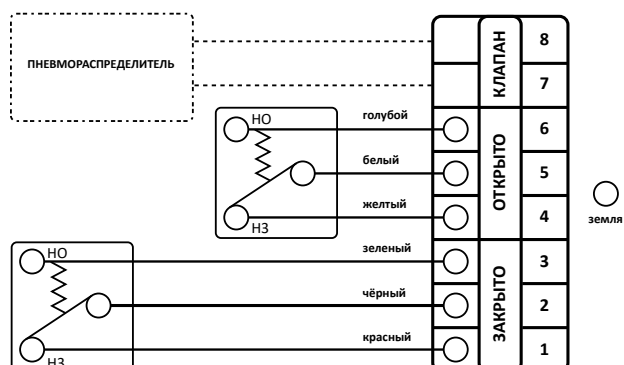 ПНЕВМОРАСПРЕДЕЛИТЕЛЬ
КЛАПАН
8
7
НО
голубой
6
белый
5
ОТКРЫТО
желтый
4
НЗ
земля
НО
зеленый
3
чёрный
2
ЗАКРЫТО
красный
1
НЗ